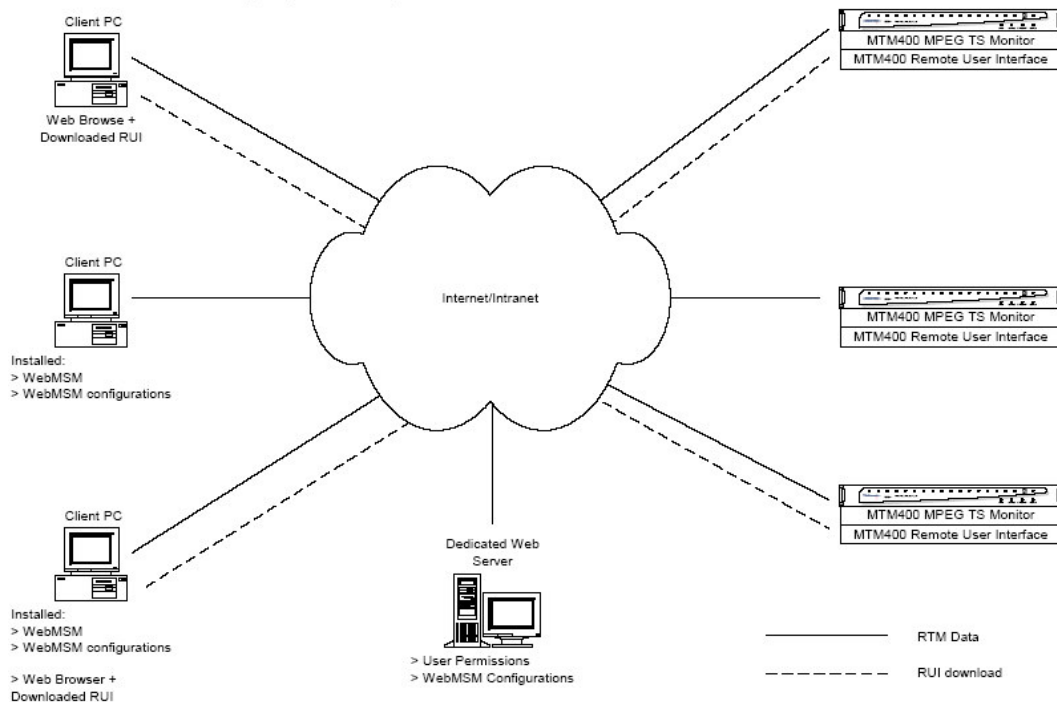 Client PC
Web Browse +
Downloaded RUI
MTM400 MPEG TS Monitor
MTM400 Remote User Interface
Client PC
Installed:
> WebMSM
> WebMSM configurations
Internet/Intranet
MTM400 MPEG TS Monitor
MTM400 Remote User Interface
Client PC
Installed:
> WebMSM
> WebMSM configurations
> Web Browser +
Downloaded RUI
Dedicated Web
Server
> User Permissions
> WebMSM Configurations
MTM400 MPEG TS Monitor
MTM400 Remote User Interface
RTM Data
RUI download